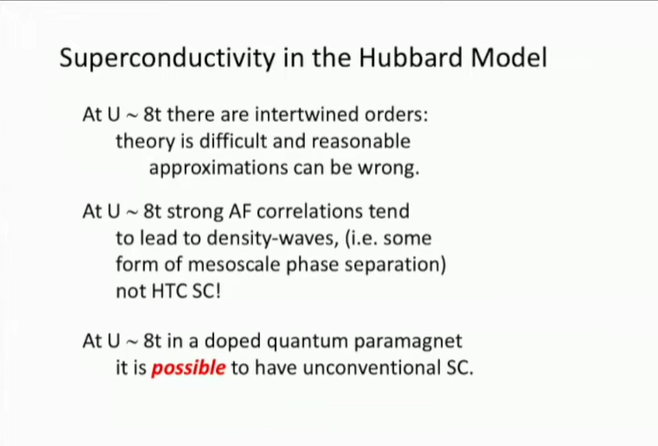 Superconductivity in the Hubbard Model
At U ~ 8t there are intertwined orders:
theory is difficult and reasonable
approximations can be wrong.
At U ~ 8t strong AF correlations tend
to lead to density-waves, (i.e. some
form of mesoscale phase separation)
not HTC SC!
At U ~ 8t in a doped quantum paramagnet
it is possible to have unconventional SC.